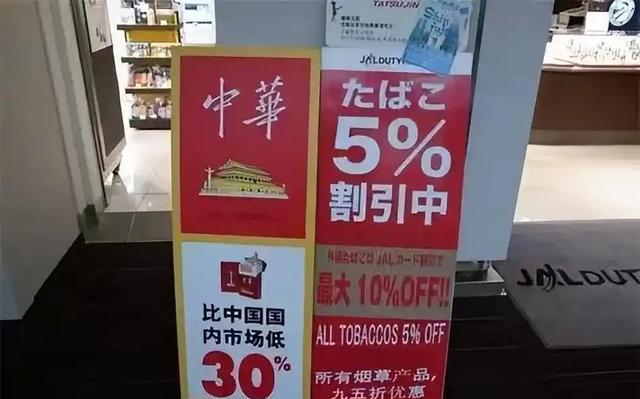 TATSUJIN
中華
比中国国
内市场低
30%
JALDUTY
たばこ
5%
割引中
最大 10%OFF!!
ALL TOBACCOS 5% OFF
所有烟草产品,
九五折优惠
JALDUTY